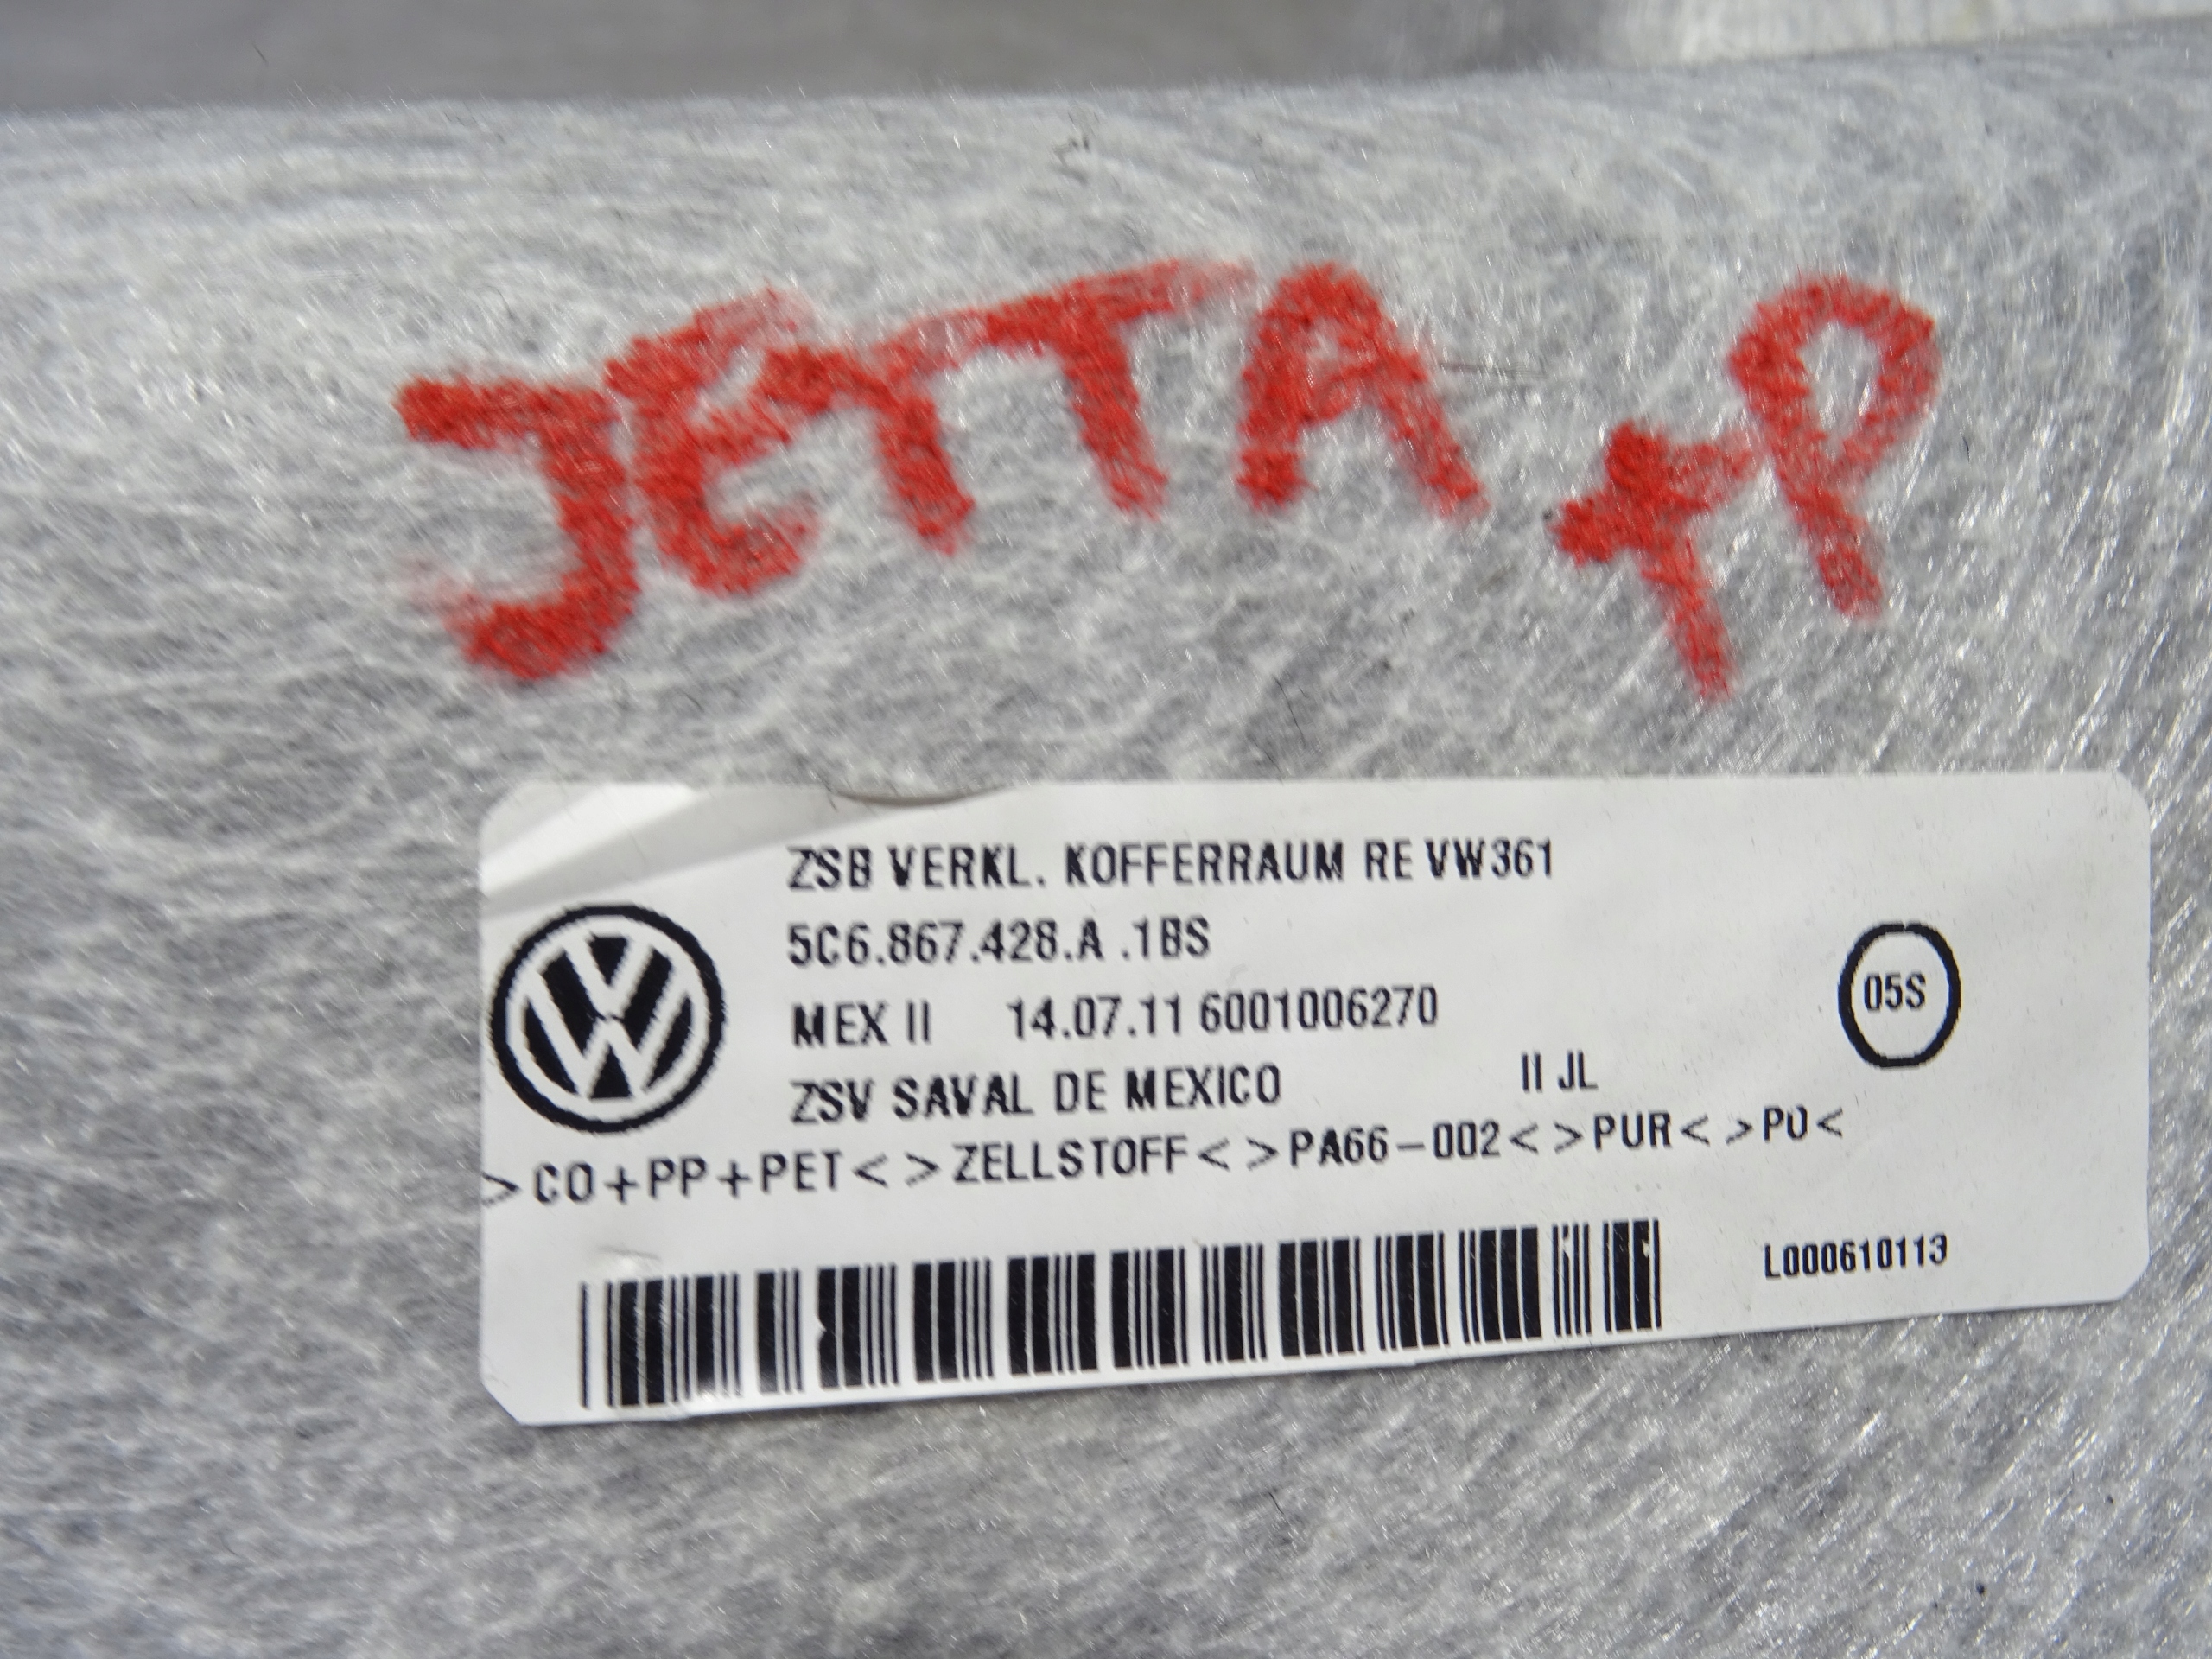 JETTA TP
ZSB VERKL. KOFFERRAUM RE VW361
5C6.867.428.A .1BS
MEX II 14.07.11 6001006270
05S
ZSV SAVAL DE MEXICO II JL
>CO+PP+PET< >ZELLSTOFF< >PA66-002< >PUR< >PO<
L000610113